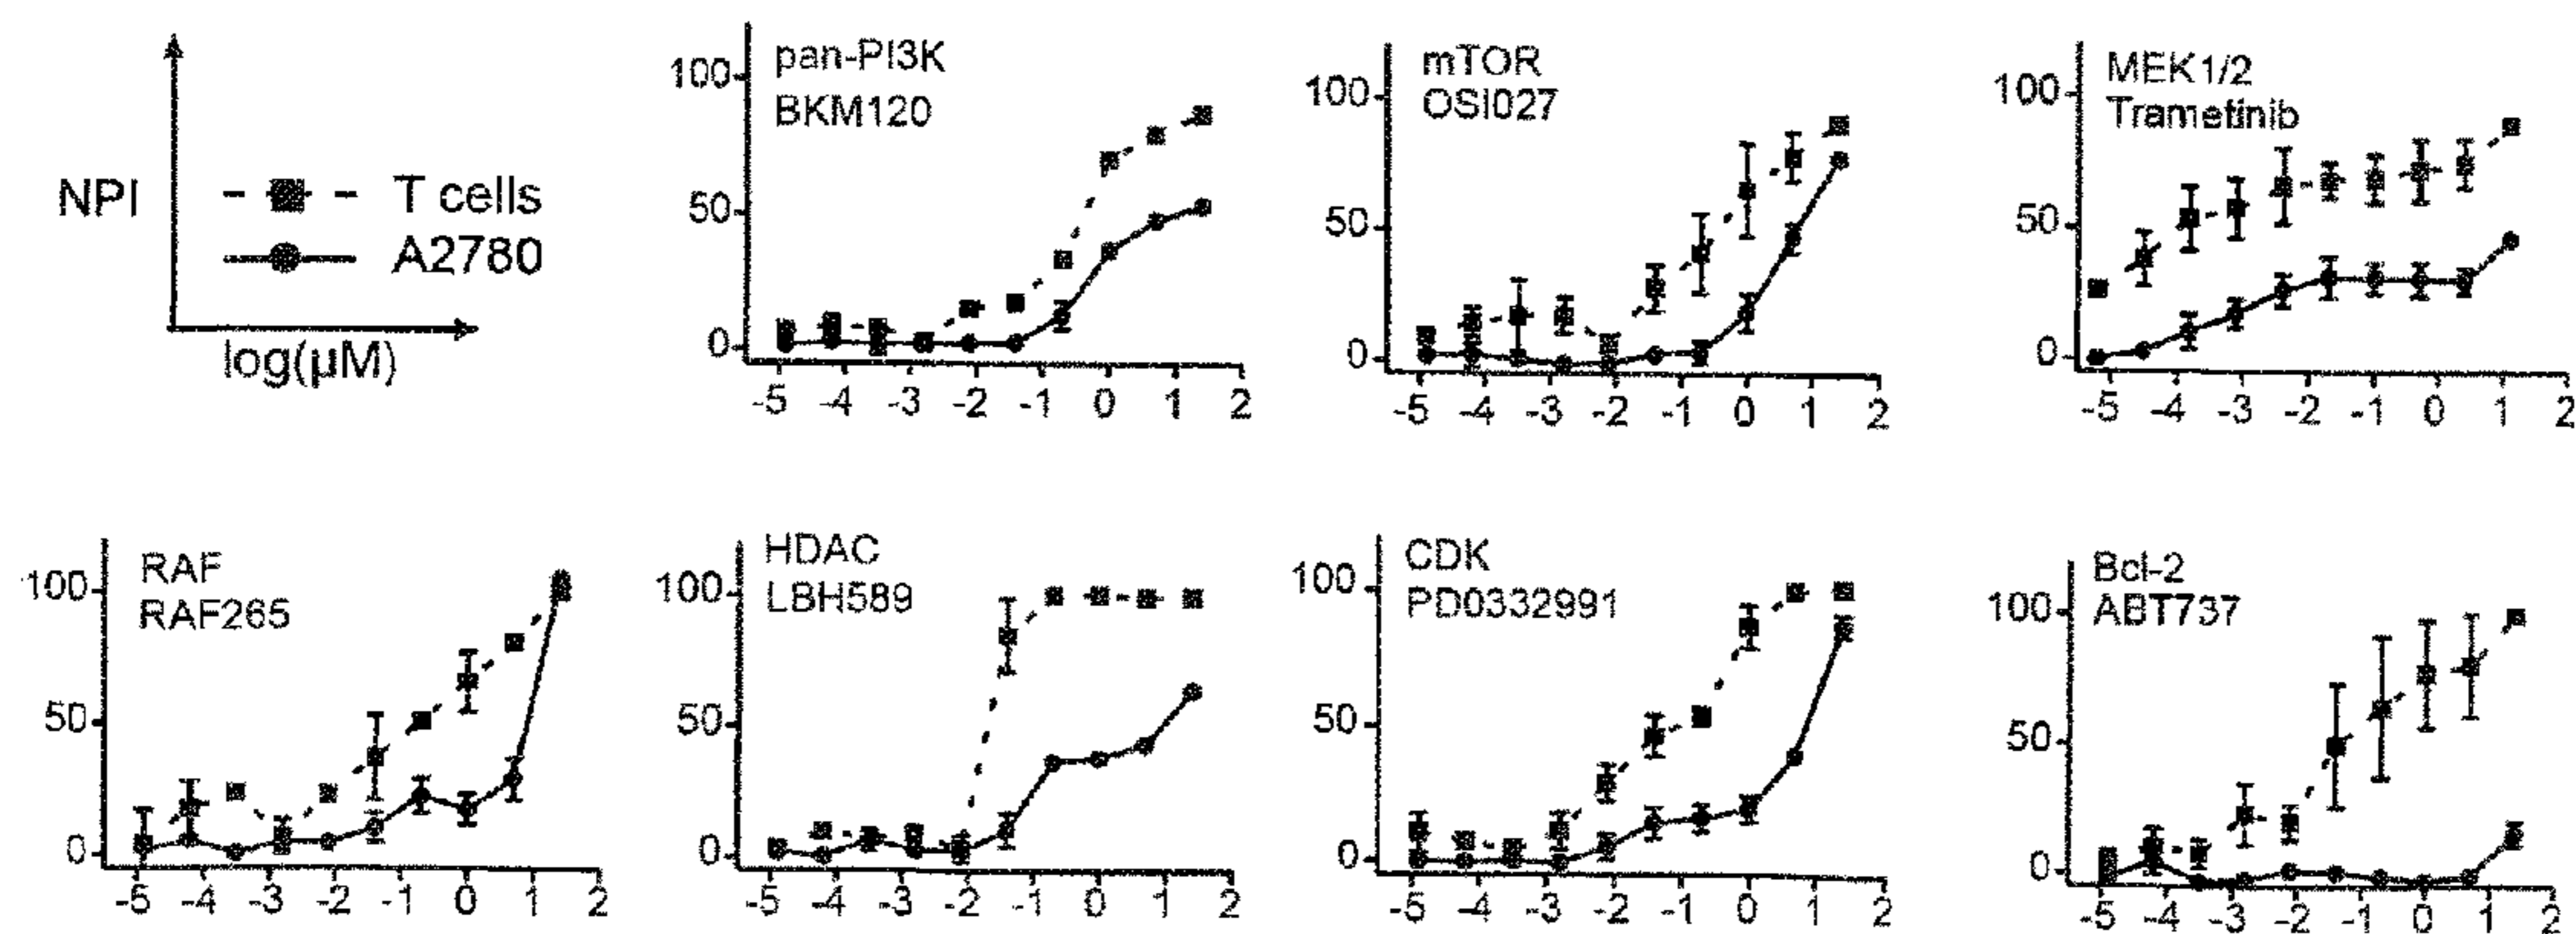 NPI
T cells
A2780
log(μM)
pan-PI3K
BKM120
100
50
0
-5 -4 -3 -2 -1 0 1 2
mTOR
OSI027
100
50
0
-5 -4 -3 -2 -1 0 1 2
MEK1/2
Trametinib
100
50
0
-5 -4 -3 -2 -1 0 1 2
RAF
RAF265
100
50
0
-5 -4 -3 -2 -1 0 1 2
HDAC
LBH589
100
50
0
-5 -4 -3 -2 -1 0 1 2
CDK
PD0332991
100
50
0
-5 -4 -3 -2 -1 0 1 2
Bcl-2
ABT737
100
50
0
-5 -4 -3 -2 -1 0 1 2